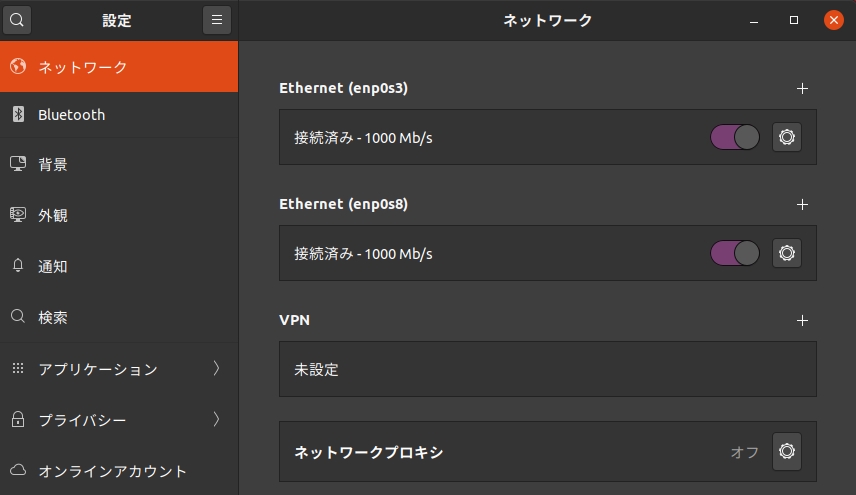 設定
ネットワーク
Bluetooth
背景
外観
通知
検索
アプリケーション
プライバシー
オンラインアカウント
ネットワーク
Ethernet (enp0s3)
接続済み - 1000 Mb/s
Ethernet (enp0s8)
接続済み - 1000 Mb/s
VPN
未設定
ネットワークプロキシ オフ